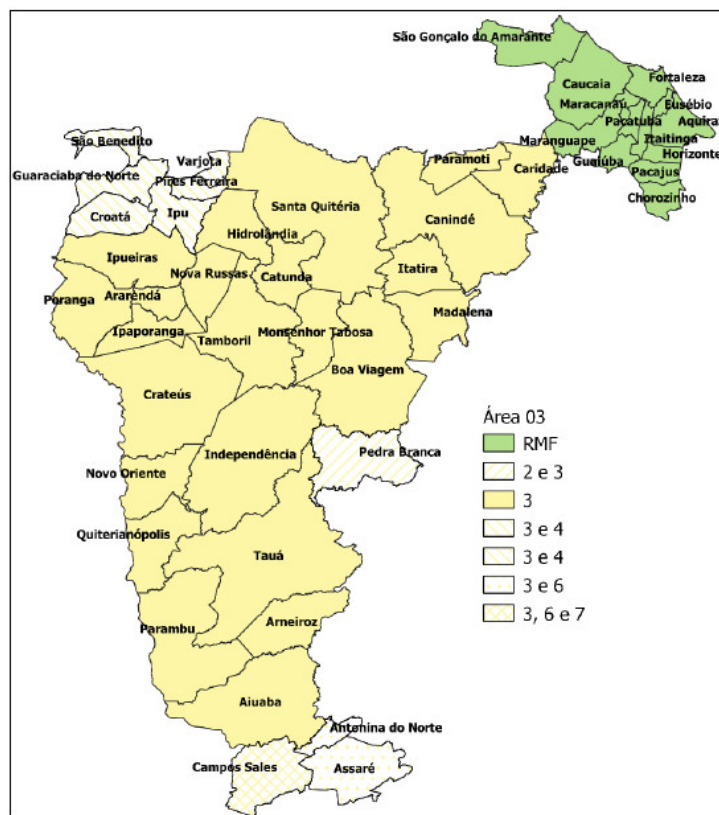 São Gonçalo do Amarante
Caucaia
Fortaleza
Maracanaú
Eusébio
Pacatuba
Aquiraz
São Benedito
Varjota
Maranguape
Itaitinga
Guaraciaba do Norte
Pires Ferreira
Paramoti
Caridade
Guaiúba
Horizonte
Pacajus
Croatá
Ipu
Santa Quitéria
Canindé
Chorozinho
Hidrolândia
Ipueiras
Nova Russas
Catunda
Itatira
Poranga
Ararendá
Madalena
Ipaporanga
Tamboril
Monsenhor Tabosa
Boa Viagem
Crateús
Área 03
RMF
Independência
Pedra Branca
2 e 3
Novo Oriente
3
Quiterianópolis
3 e 4
Tauá
3 e 4
3 e 6
Parambu
Arneiroz
3, 6 e 7
Aiuaba
Antonina do Norte
Campos Sales
Assaré